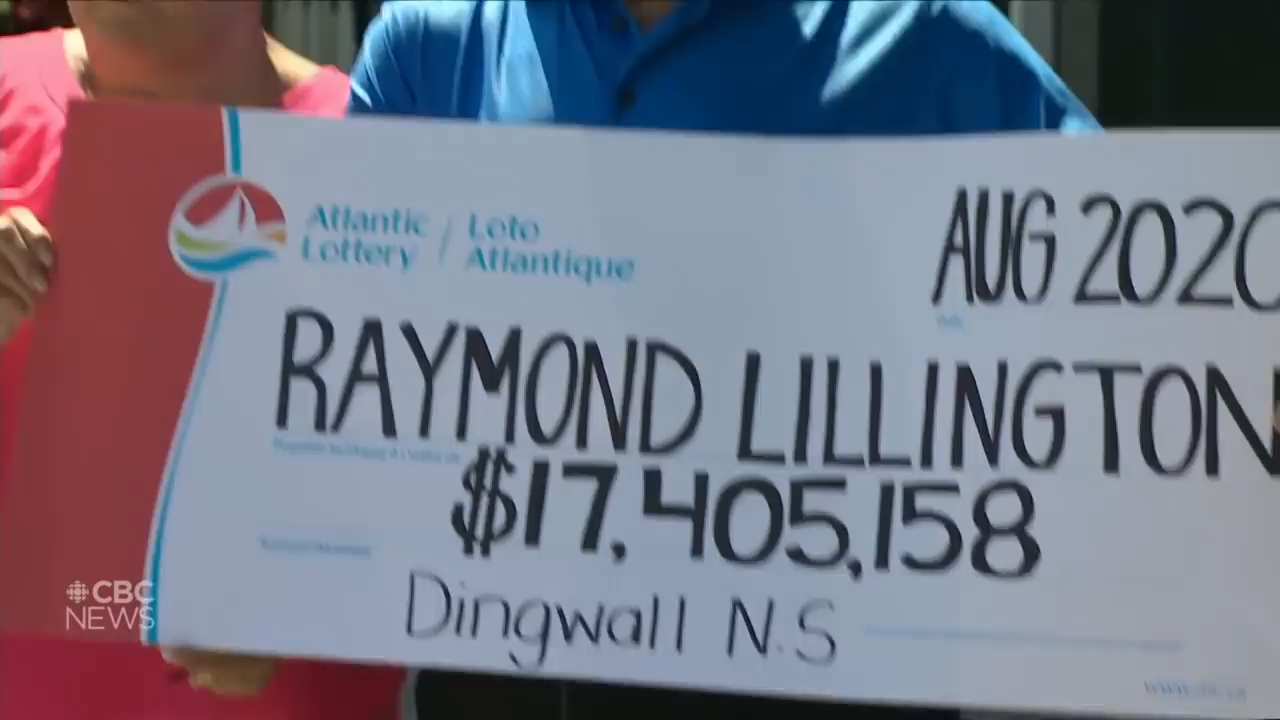 Atlantic Lottery / Loto Atlantique
AUG 2020
RAYMOND LILLINGTON
$17,405,158
Dingwall N.S
CBC NEWS